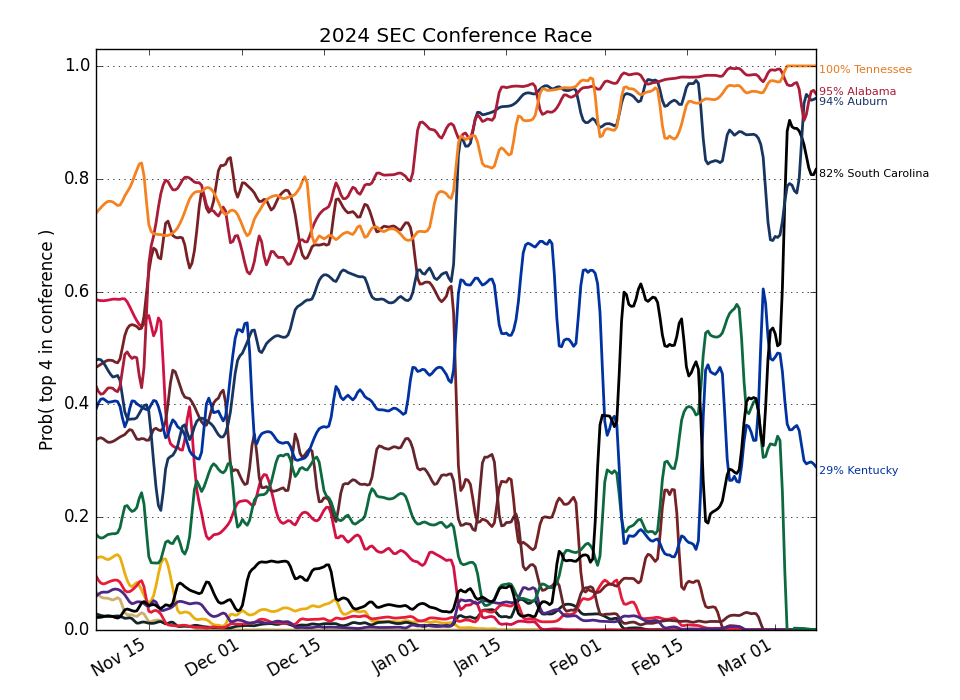 2024 SEC Conference Race
Prob( top 4 in conference )
1.0
0.8
0.6
0.4
0.2
0.0
100% Tennessee
95% Alabama
94% Auburn
82% South Carolina
29% Kentucky
Nov 15
Dec 01
Dec 15
Jan 01
Jan 15
Feb 01
Feb 15
Mar 01